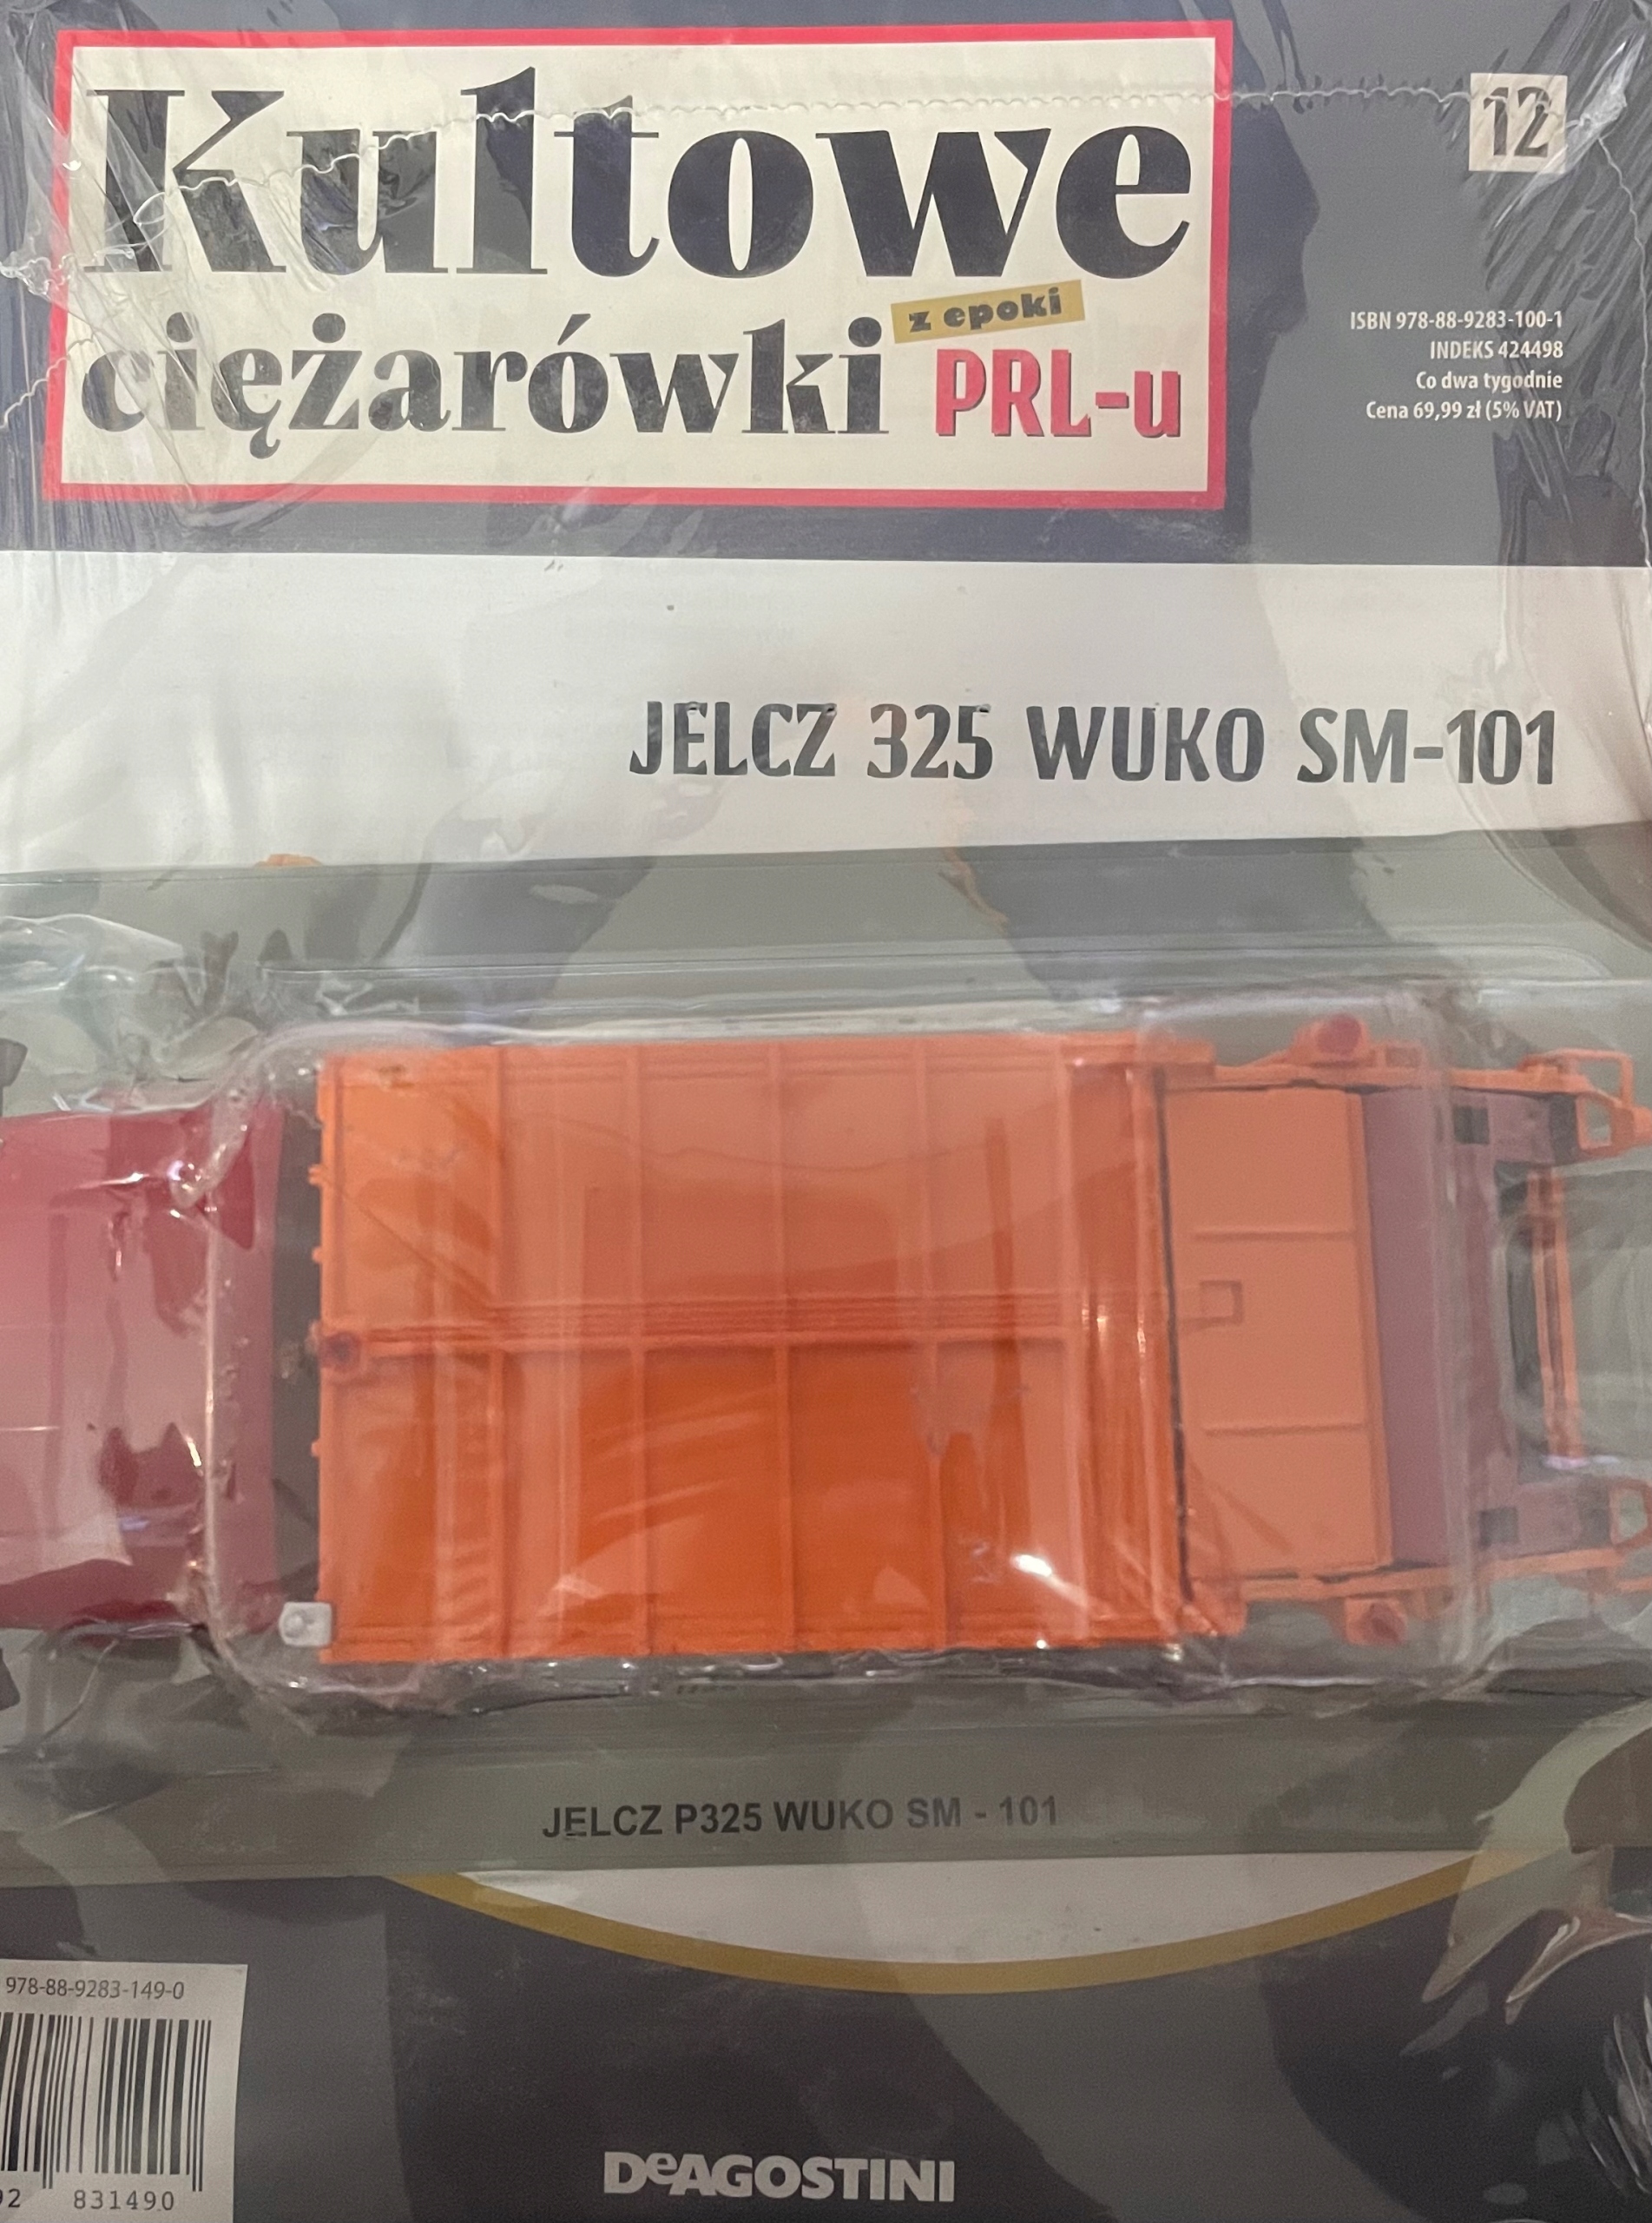 Kultowe
ciężarówki z epoki PRL-u
12
ISBN 978-88-9283-100-1
INDEKS 424498
Co dwa tygodnie
Cena 69,99 zł (5% VAT)
JELCZ 325 WUKO SM-101
JELCZ P325 WUKO SM - 101
978-88-9283-149-0
92 831490
DeAGOSTINI